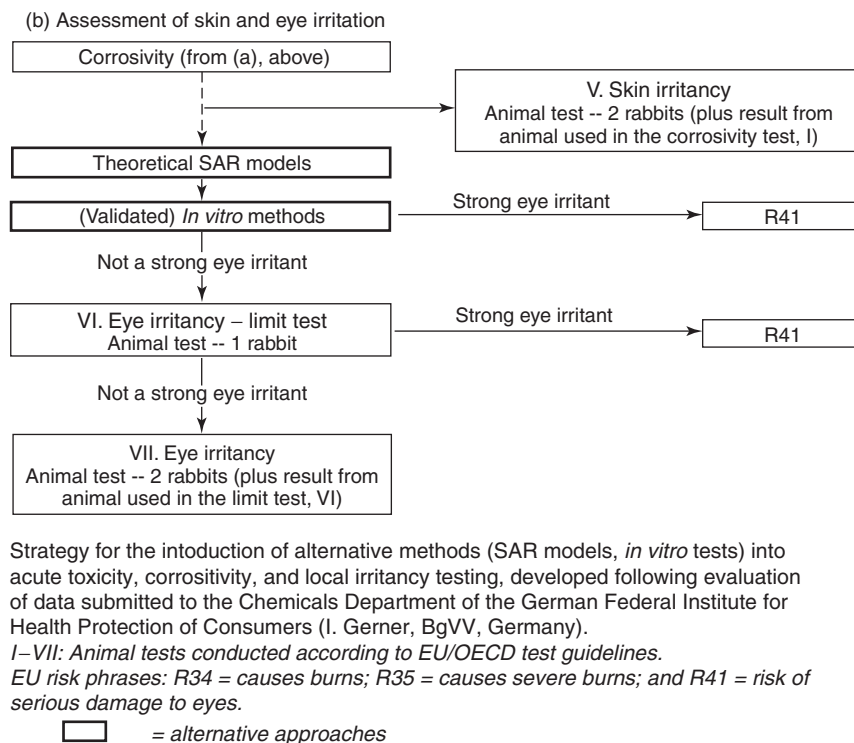 (b) Assessment of skin and eye irritation
Corrosivity (from (a), above)
V. Skin irritancy
Animal test -- 2 rabbits (plus result from
animal used in the corrosivity test, I)
Theoretical SAR models
(Validated) In vitro methods
Strong eye irritant
R41
Not a strong eye irritant
VI. Eye irritancy – limit test
Animal test -- 1 rabbit
Strong eye irritant
R41
Not a strong eye irritant
VII. Eye irritancy
Animal test -- 2 rabbits (plus result from
animal used in the limit test, VI)
Strategy for the intoduction of alternative methods (SAR models, in vitro tests) into
acute toxicity, corrositivity, and local irritancy testing, developed following evaluation
of data submitted to the Chemicals Department of the German Federal Institute for
Health Protection of Consumers (I. Gerner, BgVV, Germany).
I–VII: Animal tests conducted according to EU/OECD test guidelines.
EU risk phrases: R34 = causes burns; R35 = causes severe burns; and R41 = risk of
serious damage to eyes.
= alternative approaches